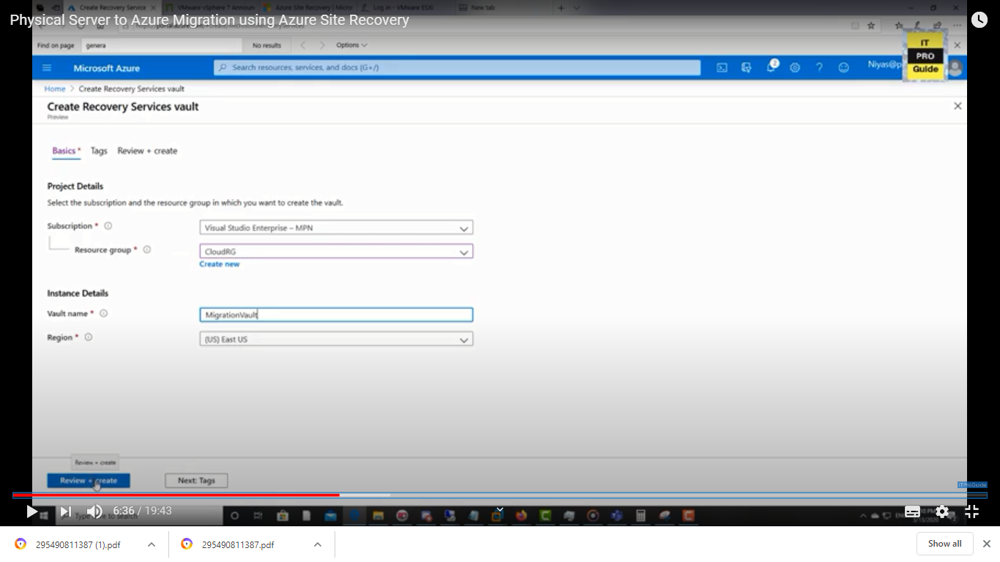 Create Recovery Services vault
VMware vSphere 7 Announ
Azure Site Recovery | Micro
Log in - VMware ESXi
New tab
Physical Server to Azure Migration using Azure Site Recovery
Find on page genera No results Options
IT
PRO
Guide
Microsoft Azure
Search resources, services, and docs (G+/)
2
Niyas@p
Home > Create Recovery Services vault
Create Recovery Services vault
Preview
Basics * Tags Review + create
Project Details
Select the subscription and the resource group in which you want to create the vault.
Subscription * Visual Studio Enterprise – MPN
Resource group * CloudRG
Create new
Instance Details
Vault name * MigrationVault
Region * (US) East US
Review + create
Review + create Next: Tags
ITProGuide
6:36 / 19:43
Type here to search
295490811387 (1).pdf
295490811387.pdf
Show all